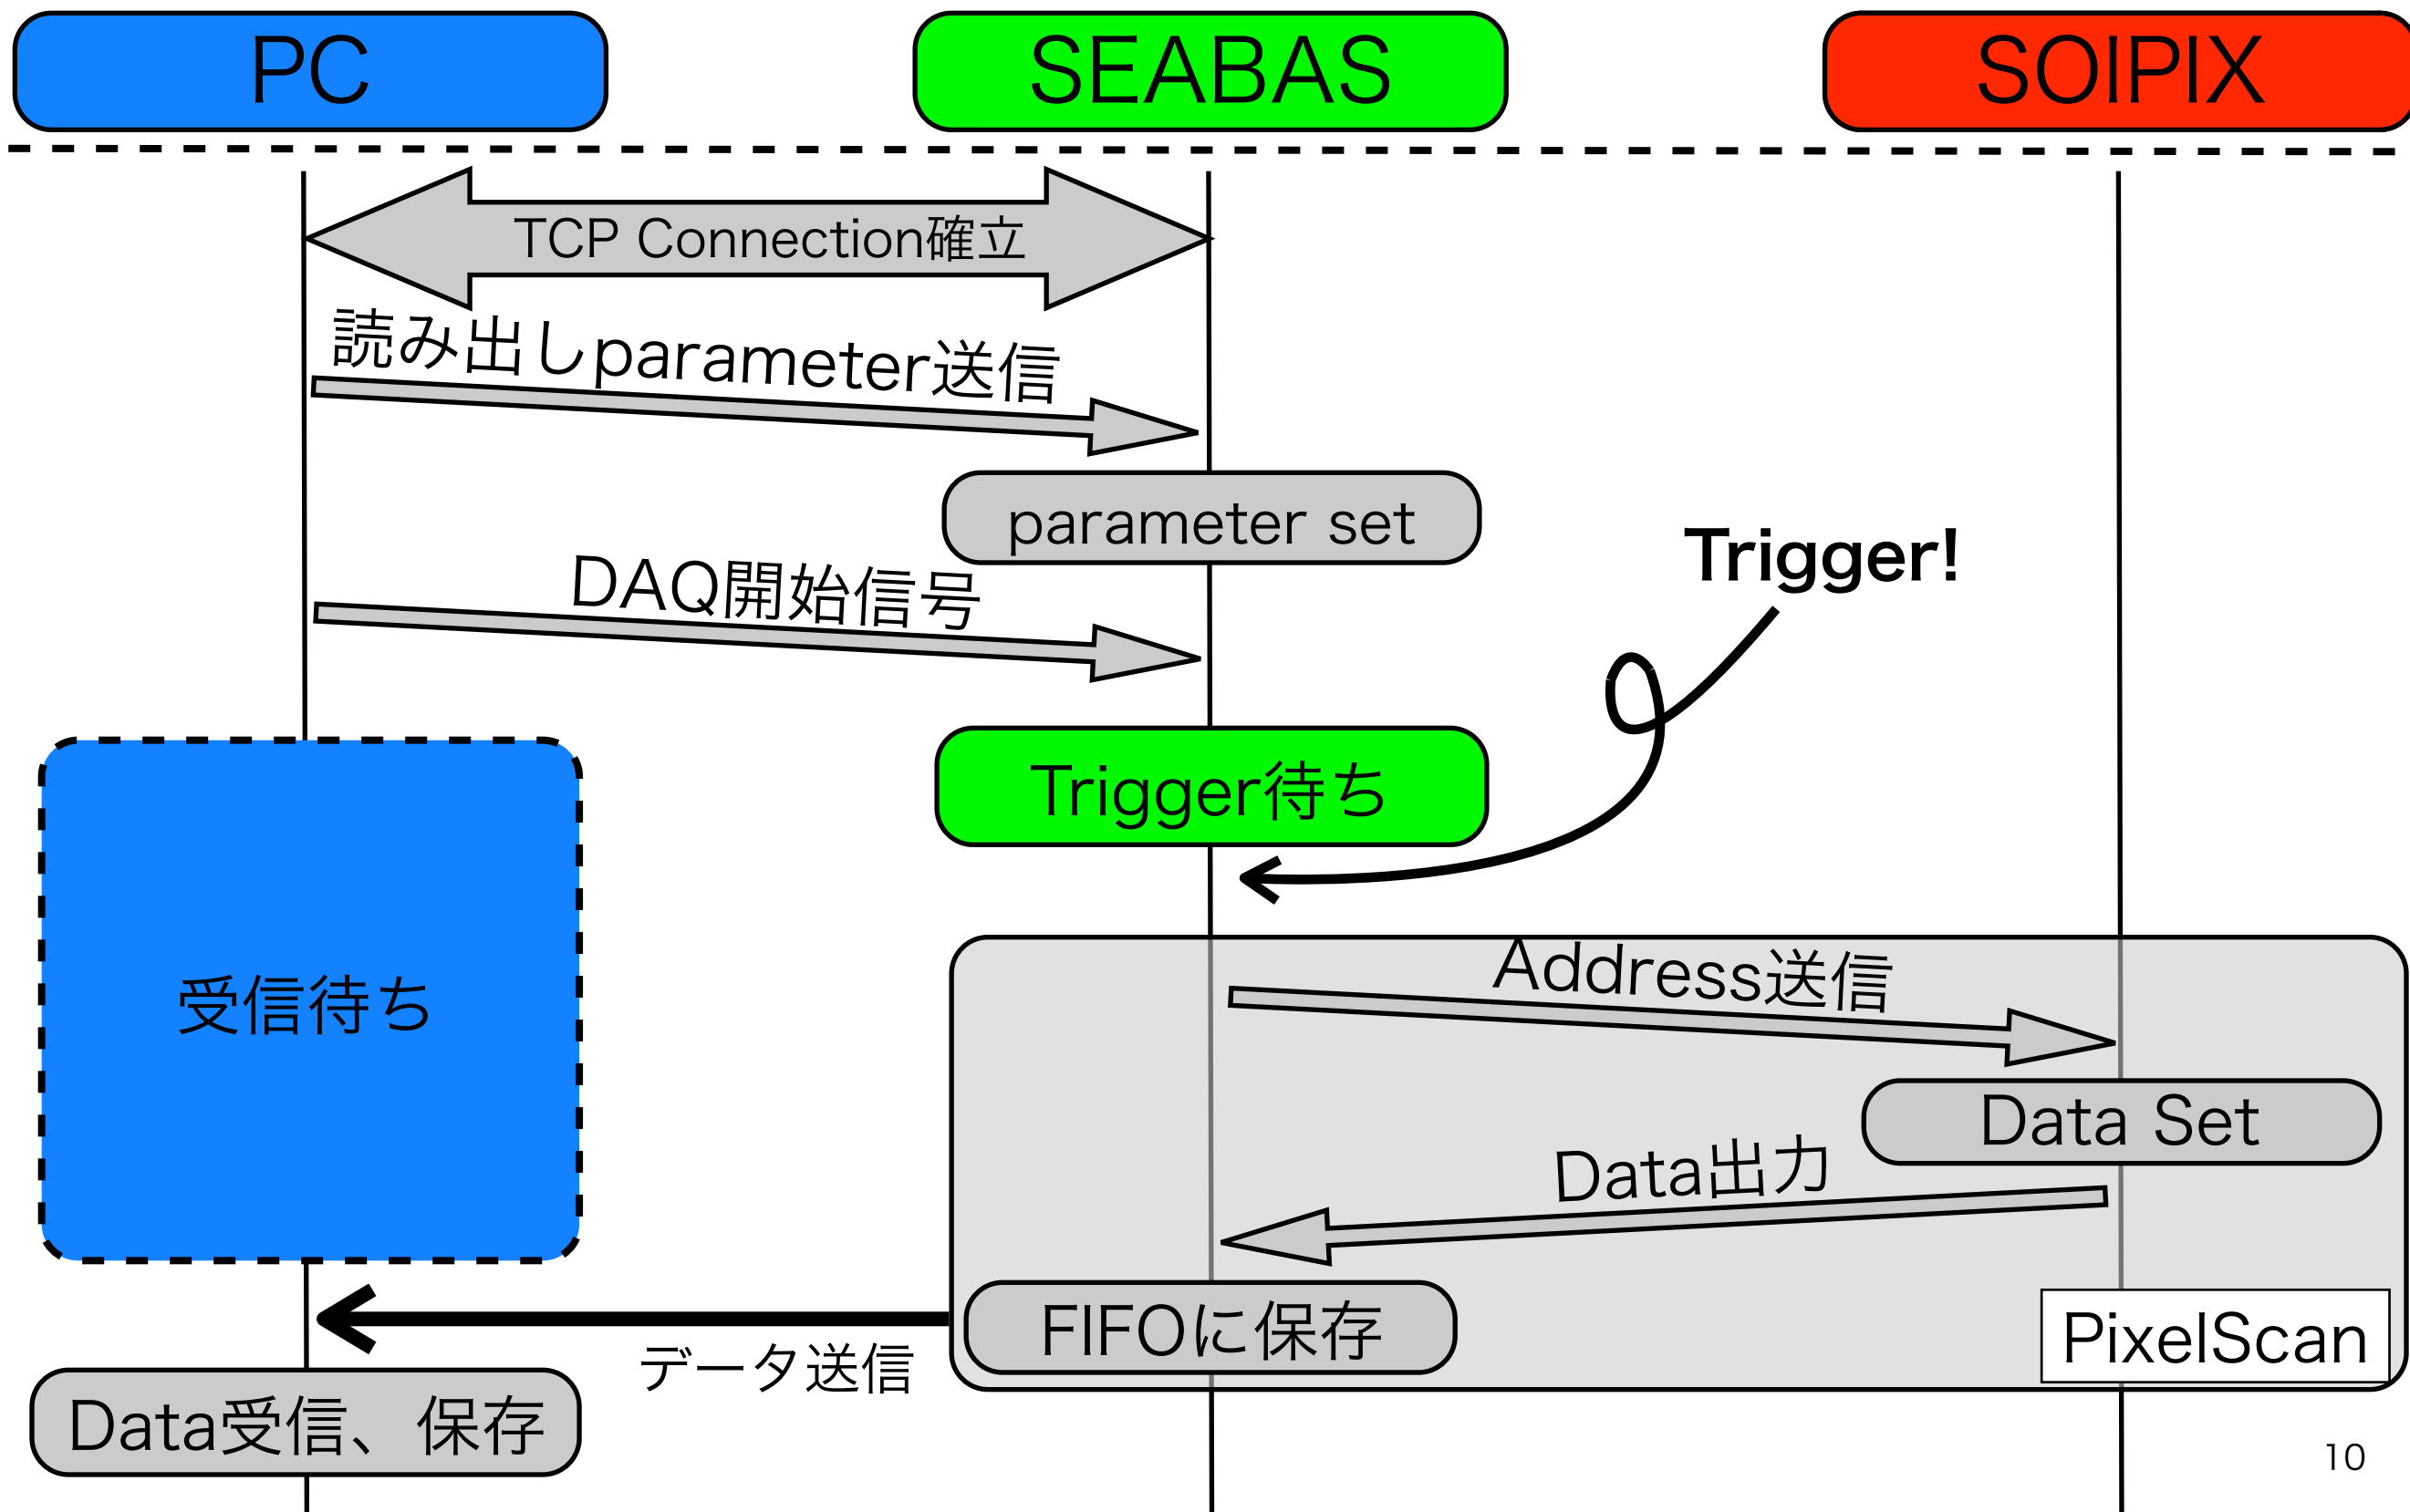 PC
SEABAS
SOIPIX
TCP Connection確立
読み出しparameter送信
parameter set
Trigger!
DAQ開始信号
Trigger待ち
受信待ち
Address送信
Data Set
Data出力
FIFOに保存
PixelScan
データ送信
Data受信、保存
10